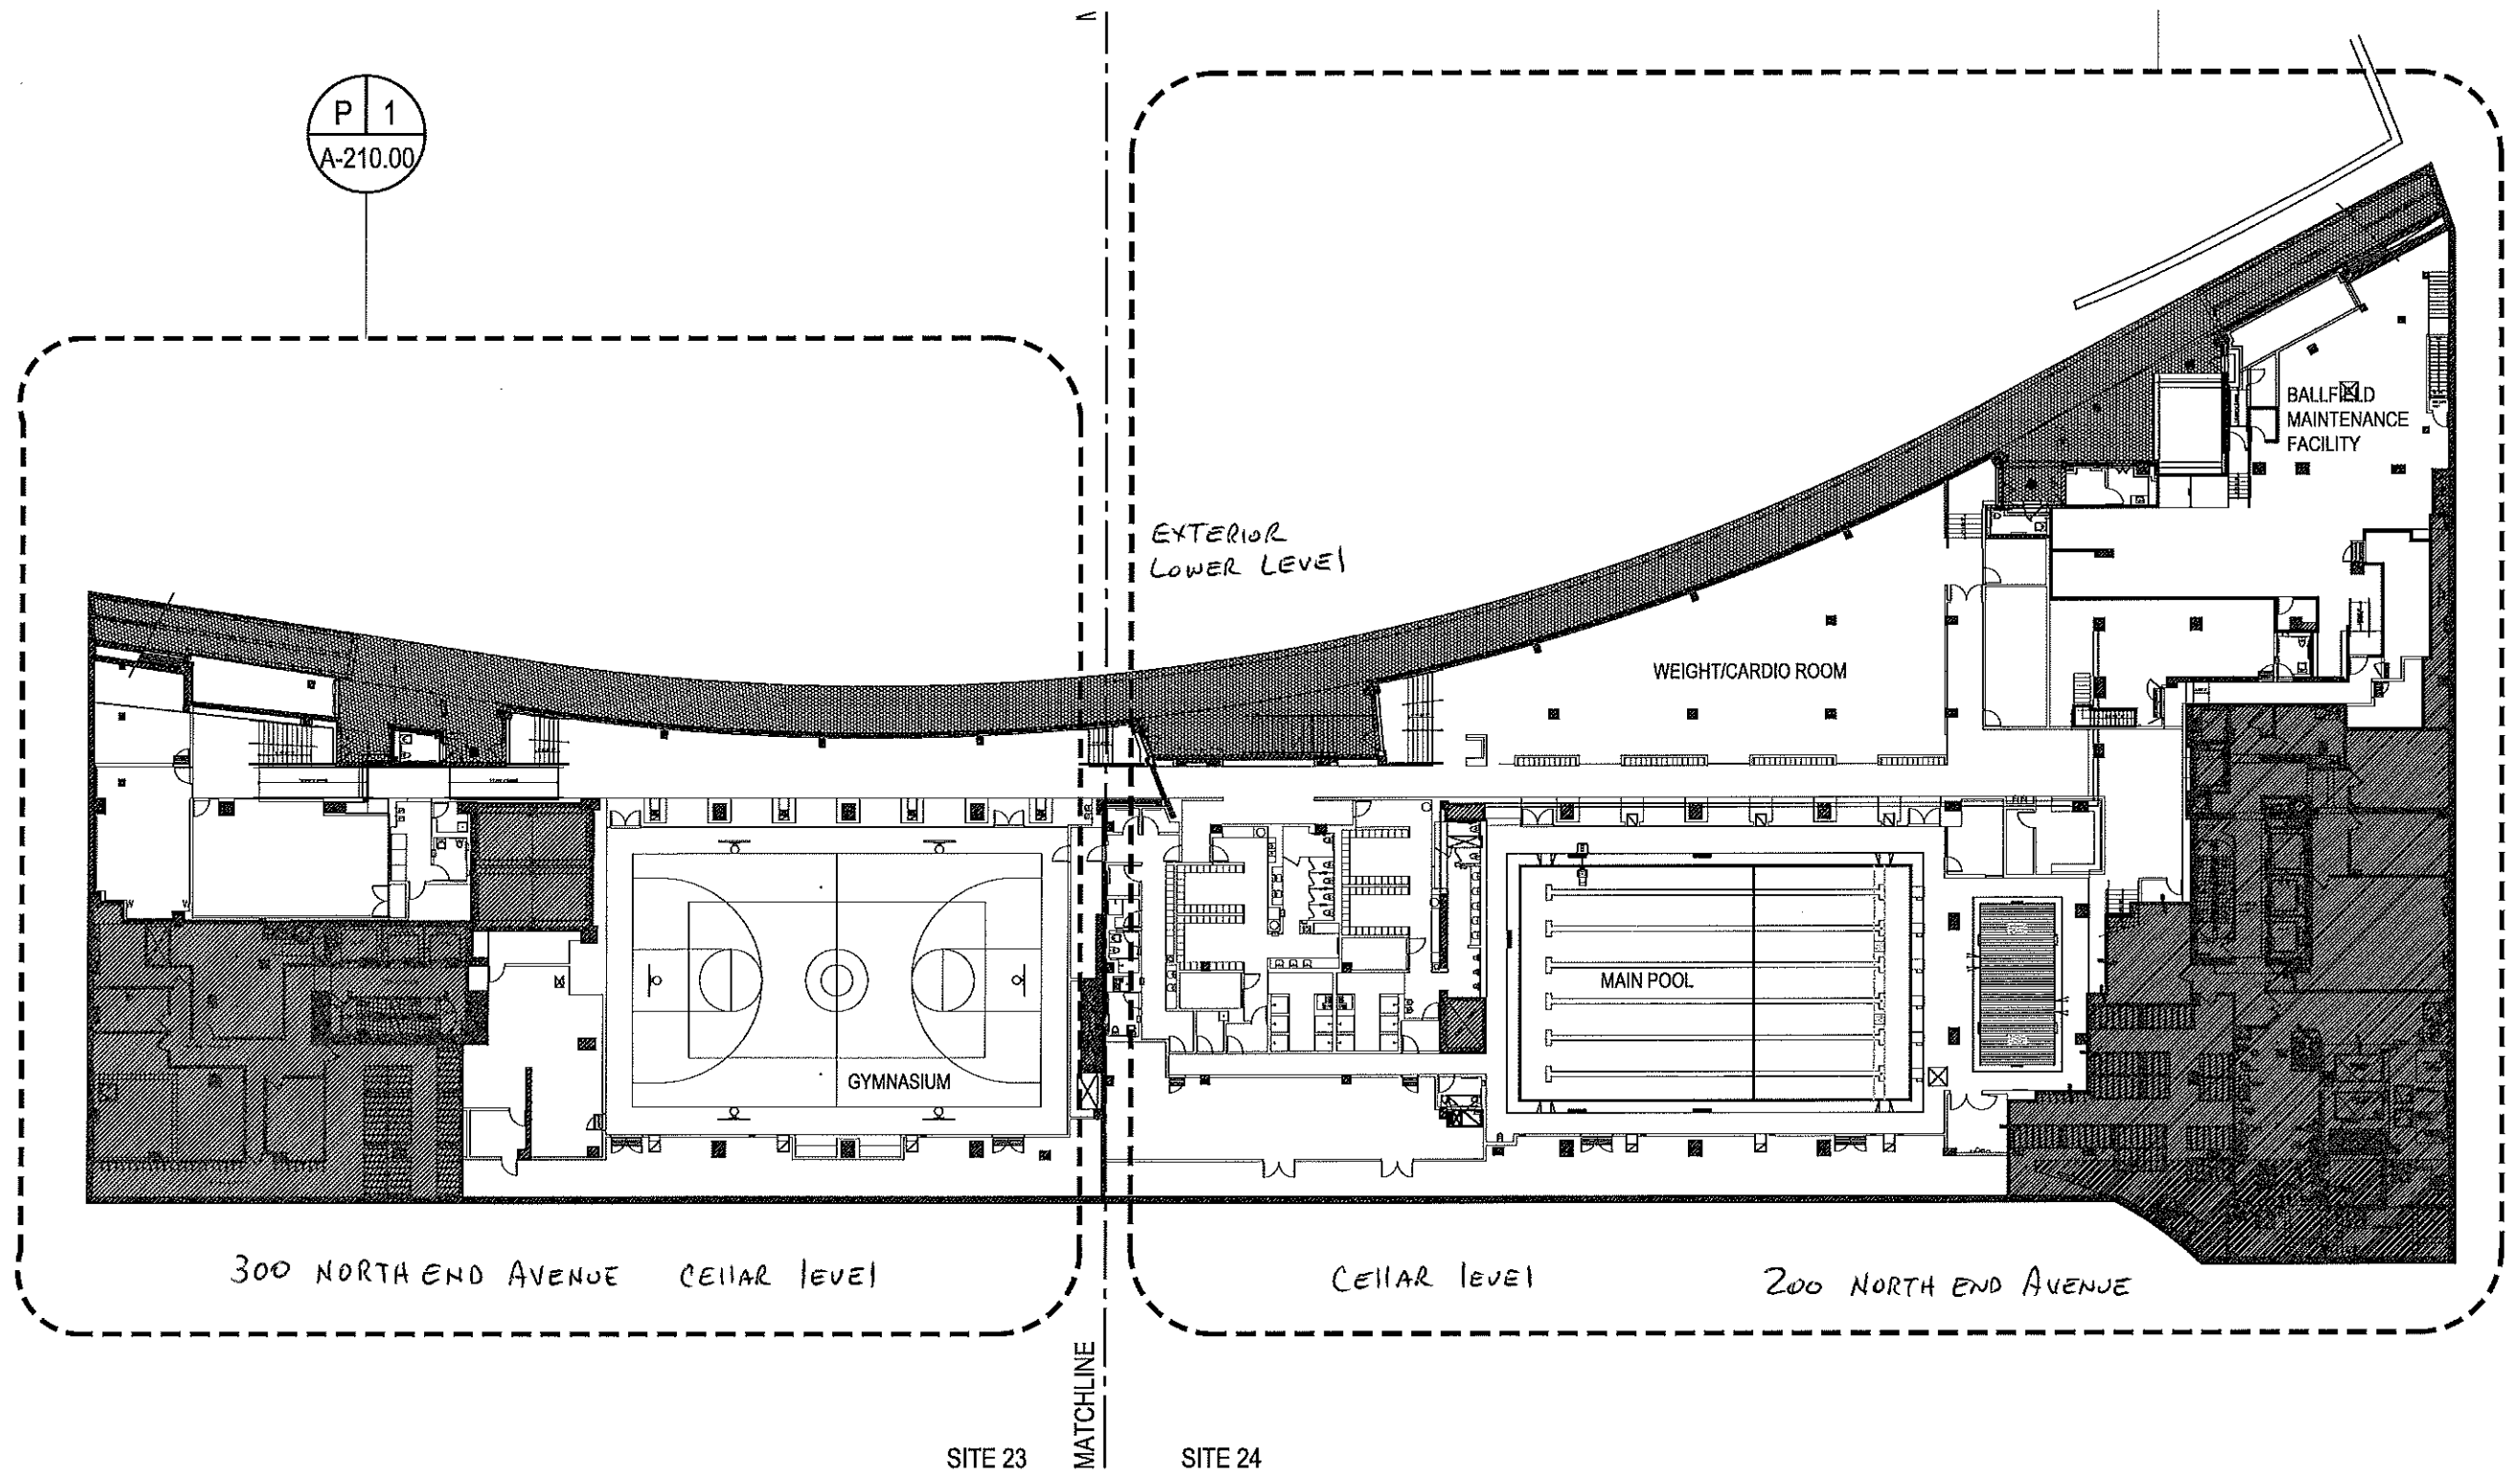 P 1
A-210.00
EXTERIOR
LOWER LEVEL
BALLFIELD
MAINTENANCE
FACILITY
WEIGHT/CARDIO ROOM
MAIN POOL
GYMNASIUM
300 NORTH END AVENUE CEllAR lEVEl
CEllAR lEVEl 200 NORTH END AVENUE
MATCHLINE
SITE 23
SITE 24